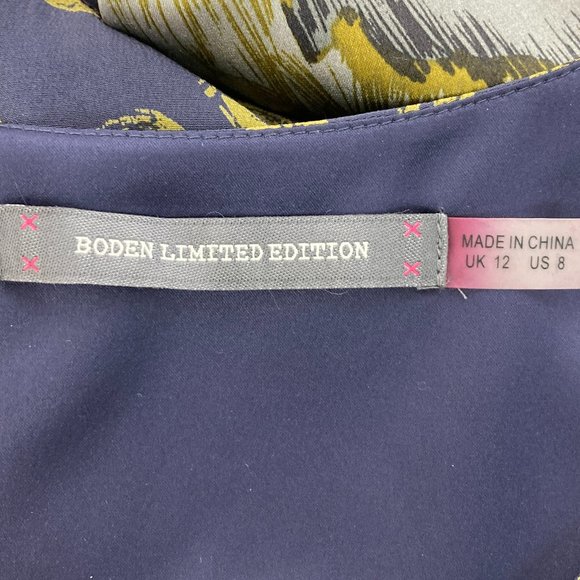 BODEN LIMITED EDITION
MADE IN CHINA
UK 12 US 8